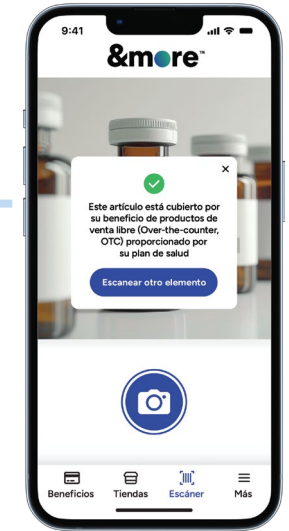 9:41
&more™
Este artículo está cubierto por
su beneficio de productos de
venta libre (Over-the-counter,
OTC) proporcionado por
su plan de salud
Escanear otro elemento
Beneficios Tiendas Escáner Más